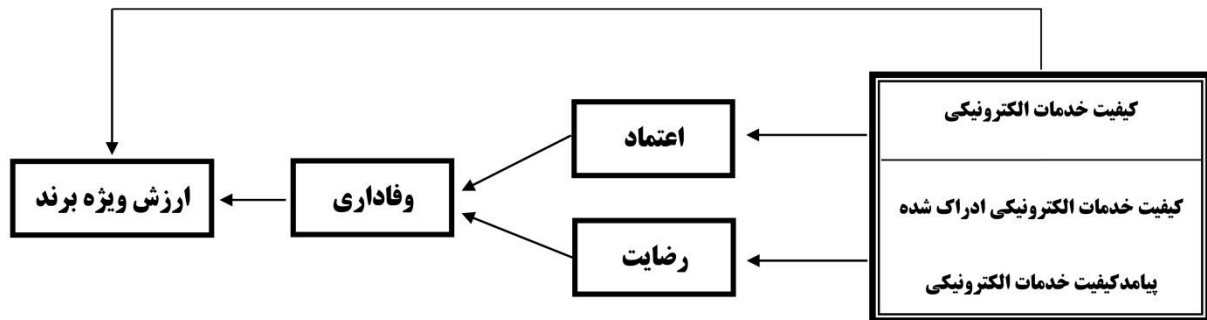 کیفیت خدمات الکترونیکی
کیفیت خدمات الکترونیکی ادراک شده
پیامدکیفیت خدمات الکترونیکی
اعتماد
رضایت
وفاداری
ارزش ویژه برند